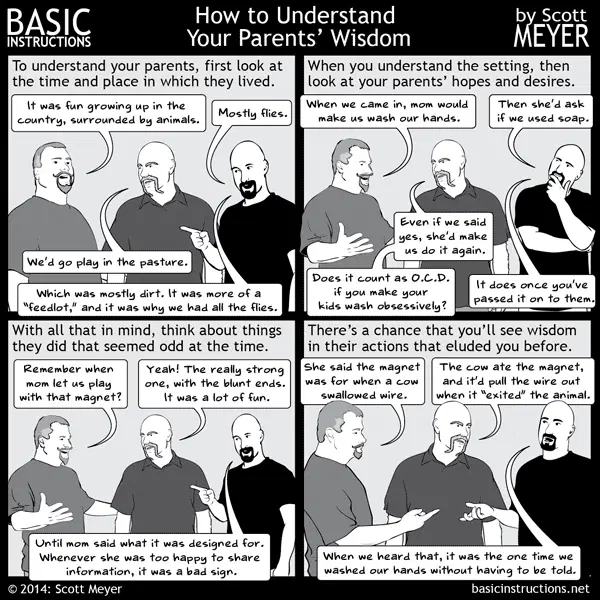 BASIC
INSTRUCTIONS
How to Understand
Your Parents' Wisdom
by Scott
MEYER
To understand your parents, first look at
the time and place in which they lived.
It was fun growing up in the
country, surrounded by animals.
Mostly flies.
We'd go play in the pasture.
Which was mostly dirt. It was more of a
"feedlot," and it was why we had all the flies.
When you understand the setting, then
look at your parents' hopes and desires.
When we came in, mom would
make us wash our hands.
Then she'd ask
if we used soap.
Even if we said
yes, she'd make
us do it again.
Does it count as O.C.D.
if you make your
kids wash obsessively?
It does once you've
passed it on to them.
With all that in mind, think about things
they did that seemed odd at the time.
Remember when
mom let us play
with that magnet?
Yeah! The really strong
one, with the blunt ends.
It was a lot of fun.
Until mom said what it was designed for.
Whenever she was too happy to share
information, it was a bad sign.
There's a chance that you'll see wisdom
in their actions that eluded you before.
She said the magnet
was for when a cow
swallowed wire.
The cow ate the magnet,
and it'd pull the wire out
when it "exited" the animal.
When we heard that, it was the one time we
washed our hands without having to be told.
© 2014: Scott Meyer
basicinstructions.net